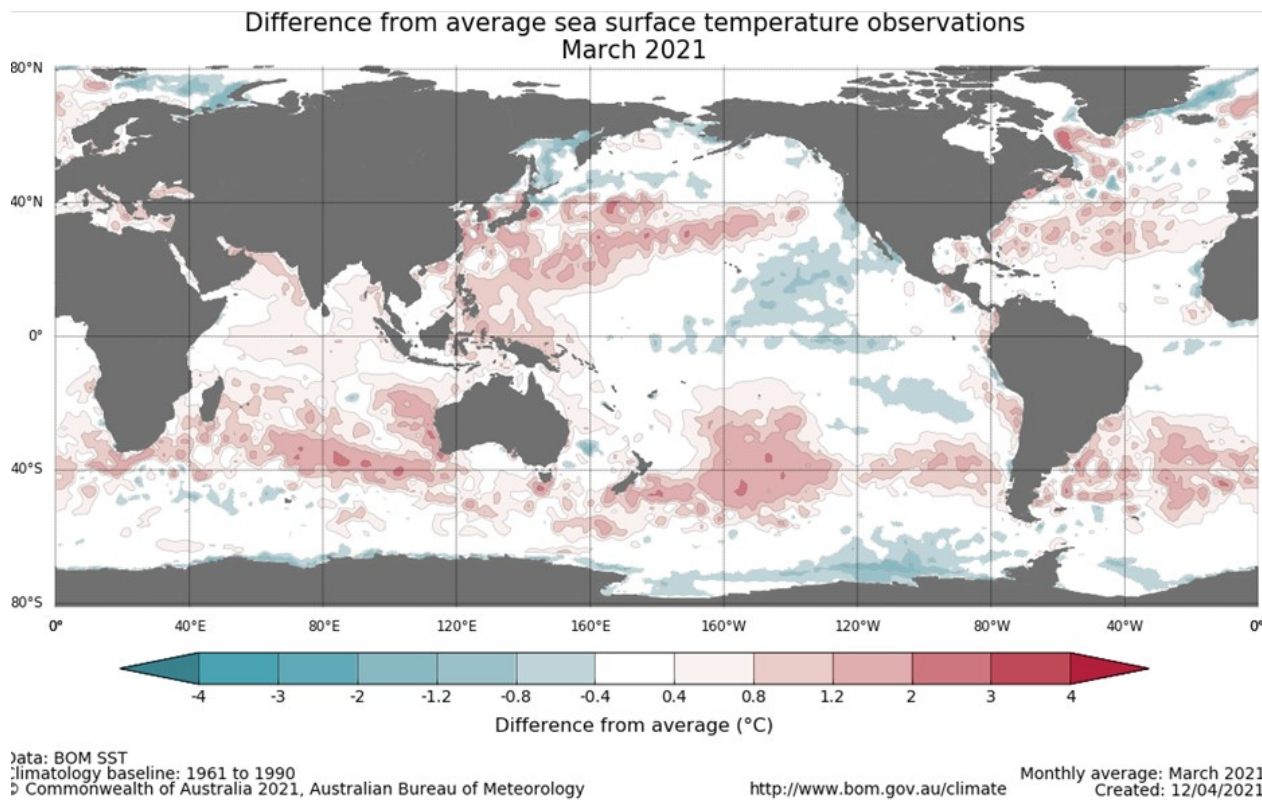 Difference from average sea surface temperature observations
March 2021
80°N
40°N
0°
40°S
80°S
0° 40°E 80°E 120°E 160°E 160°W 120°W 80°W 40°W 0°
-4 -3 -2 -1.2 -0.8 -0.4 0.4 0.8 1.2 2 3 4
Difference from average (°C)
Data: BOM SST
Climatology baseline: 1961 to 1990
© Commonwealth of Australia 2021, Australian Bureau of Meteorology
http://www.bom.gov.au/climate
Monthly average: March 2021
Created: 12/04/2021